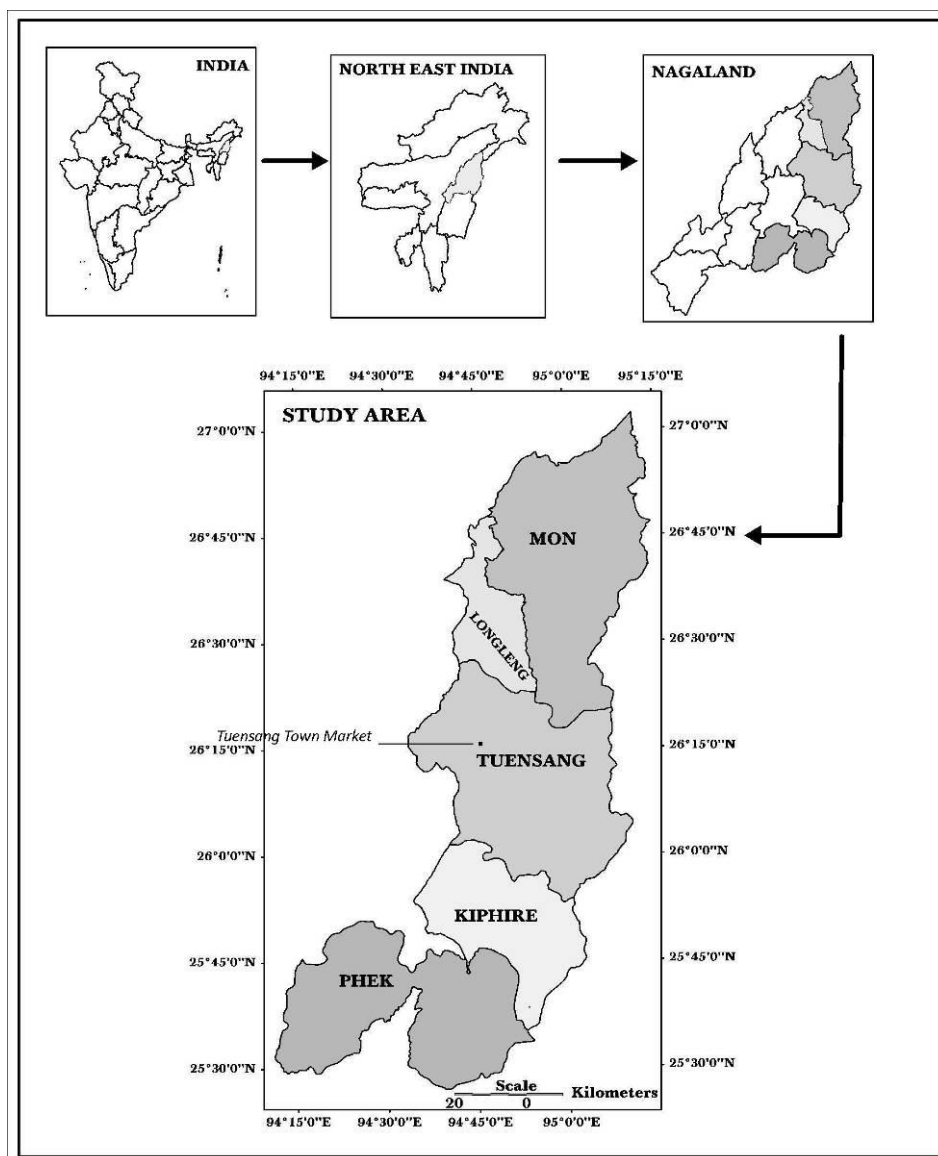 INDIA
NORTH EAST INDIA
NAGALAND
94°15'0"E 94°30'0"E 94°45'0"E 95°0'0"E 95°15'0"E
STUDY AREA
27°0'0"N 27°0'0"N
MON
26°45'0"N 26°45'0"N
LONGLENG
26°30'0"N 26°30'0"N
Tuensang Town Market
26°15'0"N 26°15'0"N
TUENSANG
26°0'0"N 26°0'0"N
KIPHIRE
25°45'0"N 25°45'0"N
PHEK
25°30'0"N 25°30'0"N
Scale
Kilometers
20 0
94°15'0"E 94°30'0"E 94°45'0"E 95°0'0"E